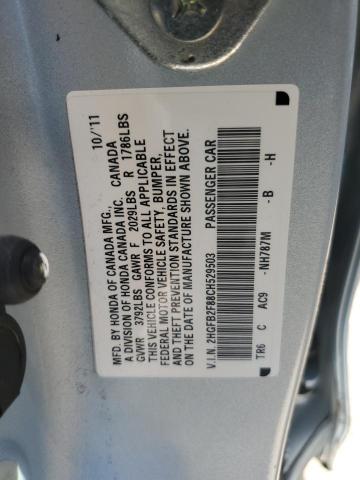 MFD. BY HONDA OF CANADA MFG., 10/'11
A DIVISION OF HONDA CANADA INC. CANADA
GVWR 3792LBS GAWR F 2029LBS R 1786LBS
THIS VEHICLE CONFORMS TO ALL APPLICABLE
FEDERAL MOTOR VEHICLE SAFETY, BUMPER,
AND THEFT PREVENTION STANDARDS IN EFFECT
ON THE DATE OF MANUFACTURE SHOWN ABOVE.
V.I.N. 2HGFB2F88CH529503 PASSENGER CAR
TR6 C AC9 -NH787M -B -H